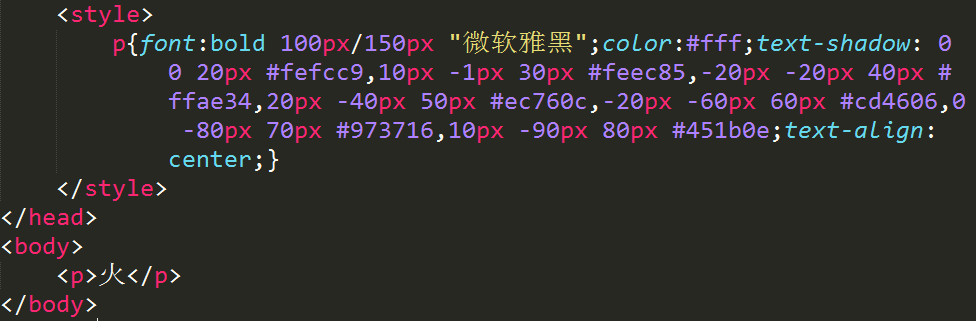 <style>
p{font:bold 100px/150px "微软雅黑";color:#fff;text-shadow: 0
0 20px #fefcc9,10px -1px 30px #feec85,-20px -20px 40px #
ffae34,20px -40px 50px #ec760c,-20px -60px 60px #cd4606,0
-80px 70px #973716,10px -90px 80px #451b0e;text-align:
center;}
</style>
</head>
<body>
<p>火</p>
</body>